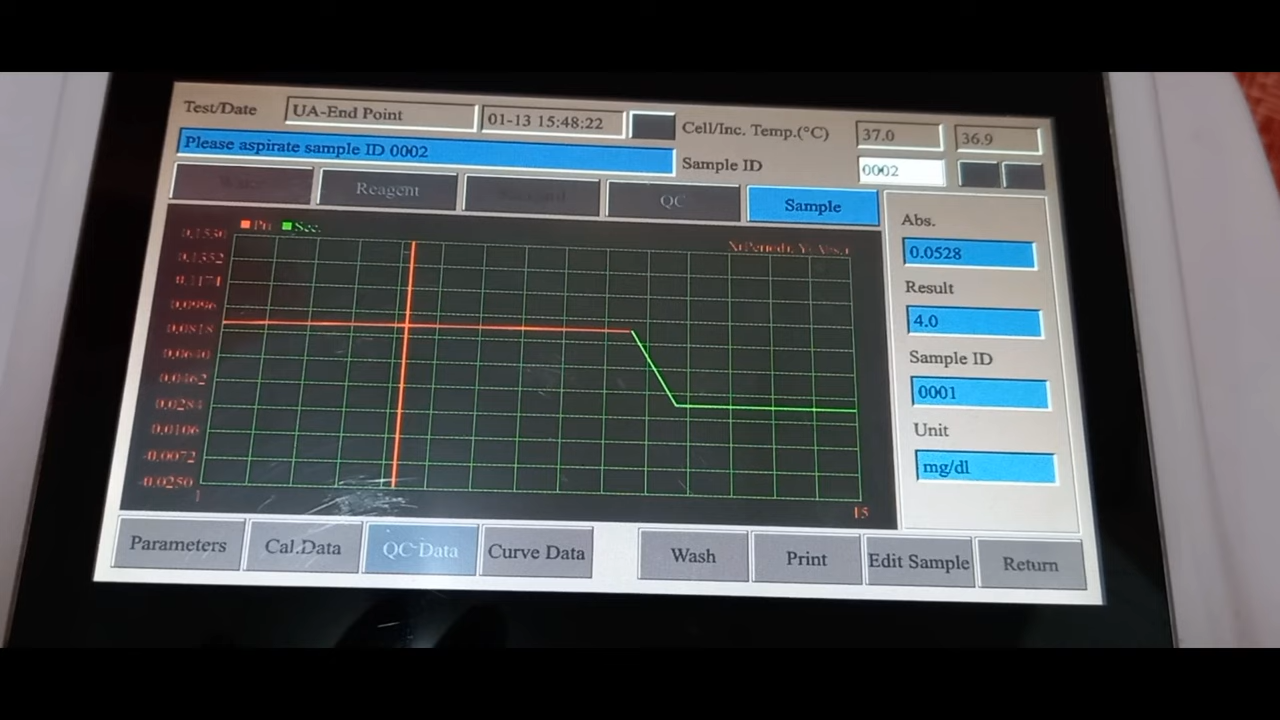 Test/Date UA-End Point 01-13 15:48:22 Cell/Inc. Temp.(°C) 37.0 36.9
Please aspirate sample ID 0002 Sample ID 0002
Reagent QC Sample
Pri Sec.
0.1530
0.1352
0.1174
0.0996
0.0818
0.0640
0.0462
0.0284
0.0106
-0.0072
-0.0250
1 15
Abs.
0.0528
Result
4.0
Sample ID
0001
Unit
mg/dl
Parameters Cal.Data QC-Data Curve Data Wash Print Edit Sample Return